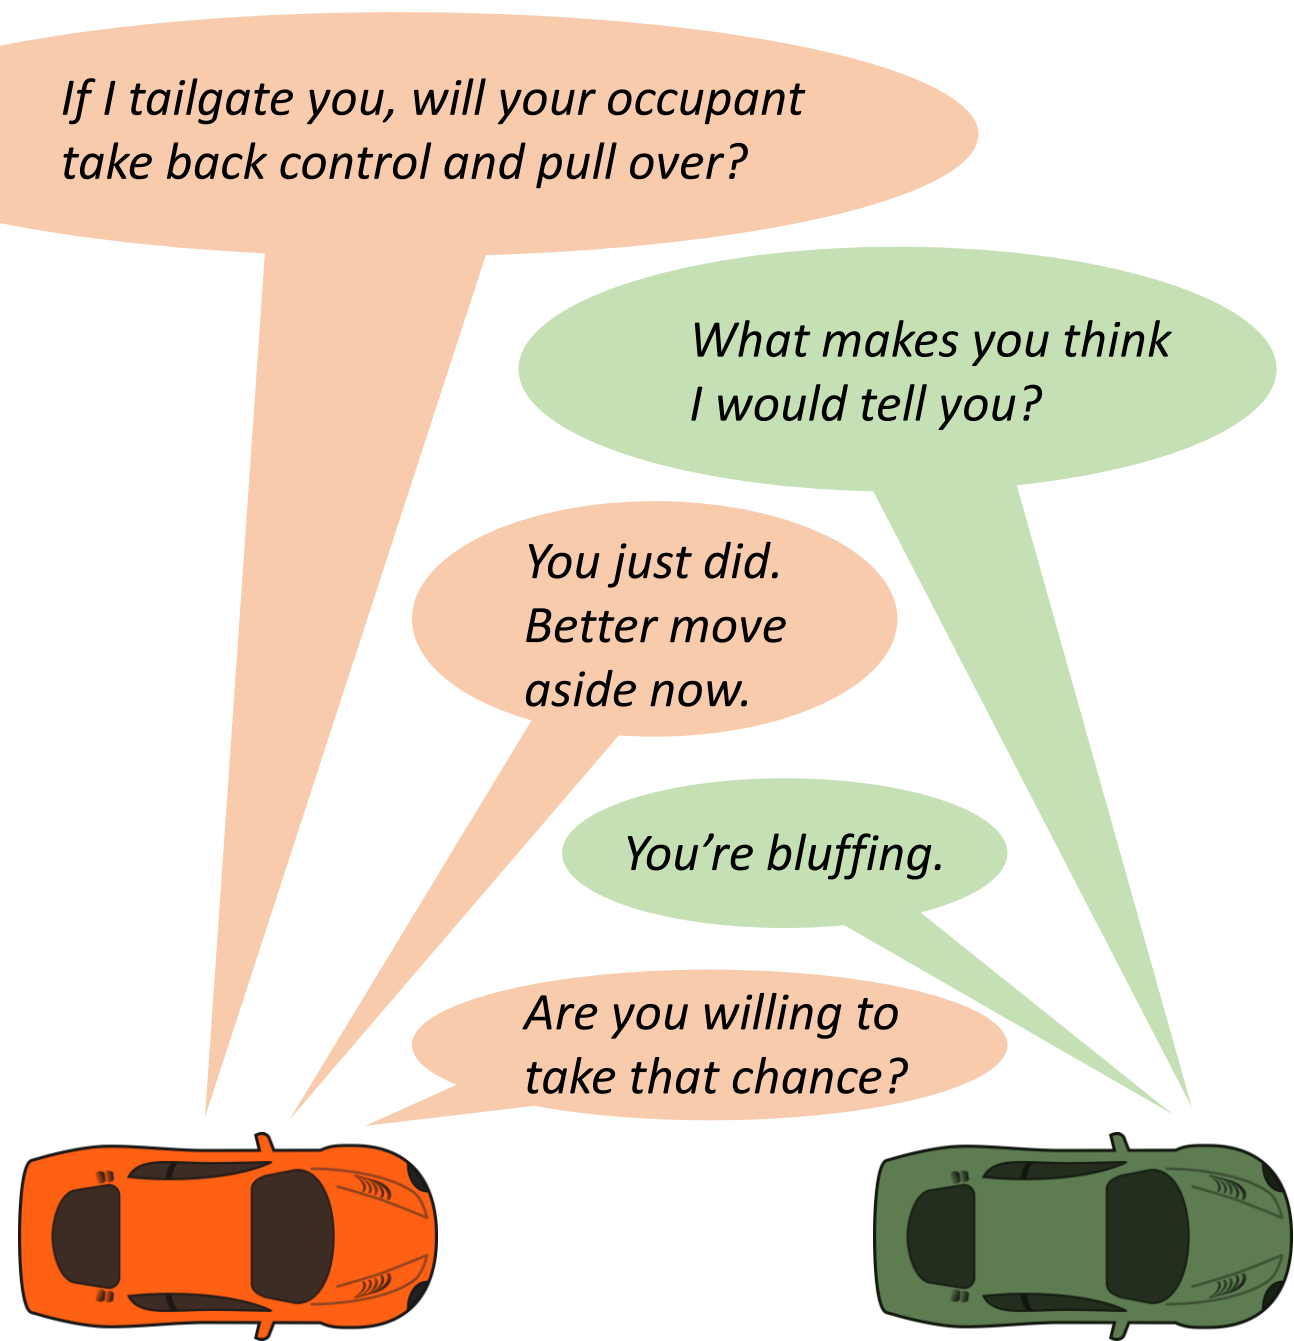 If I tailgate you, will your occupant
take back control and pull over?
What makes you think
I would tell you?
You just did.
Better move
aside now.
You’re bluffing.
Are you willing to
take that chance?